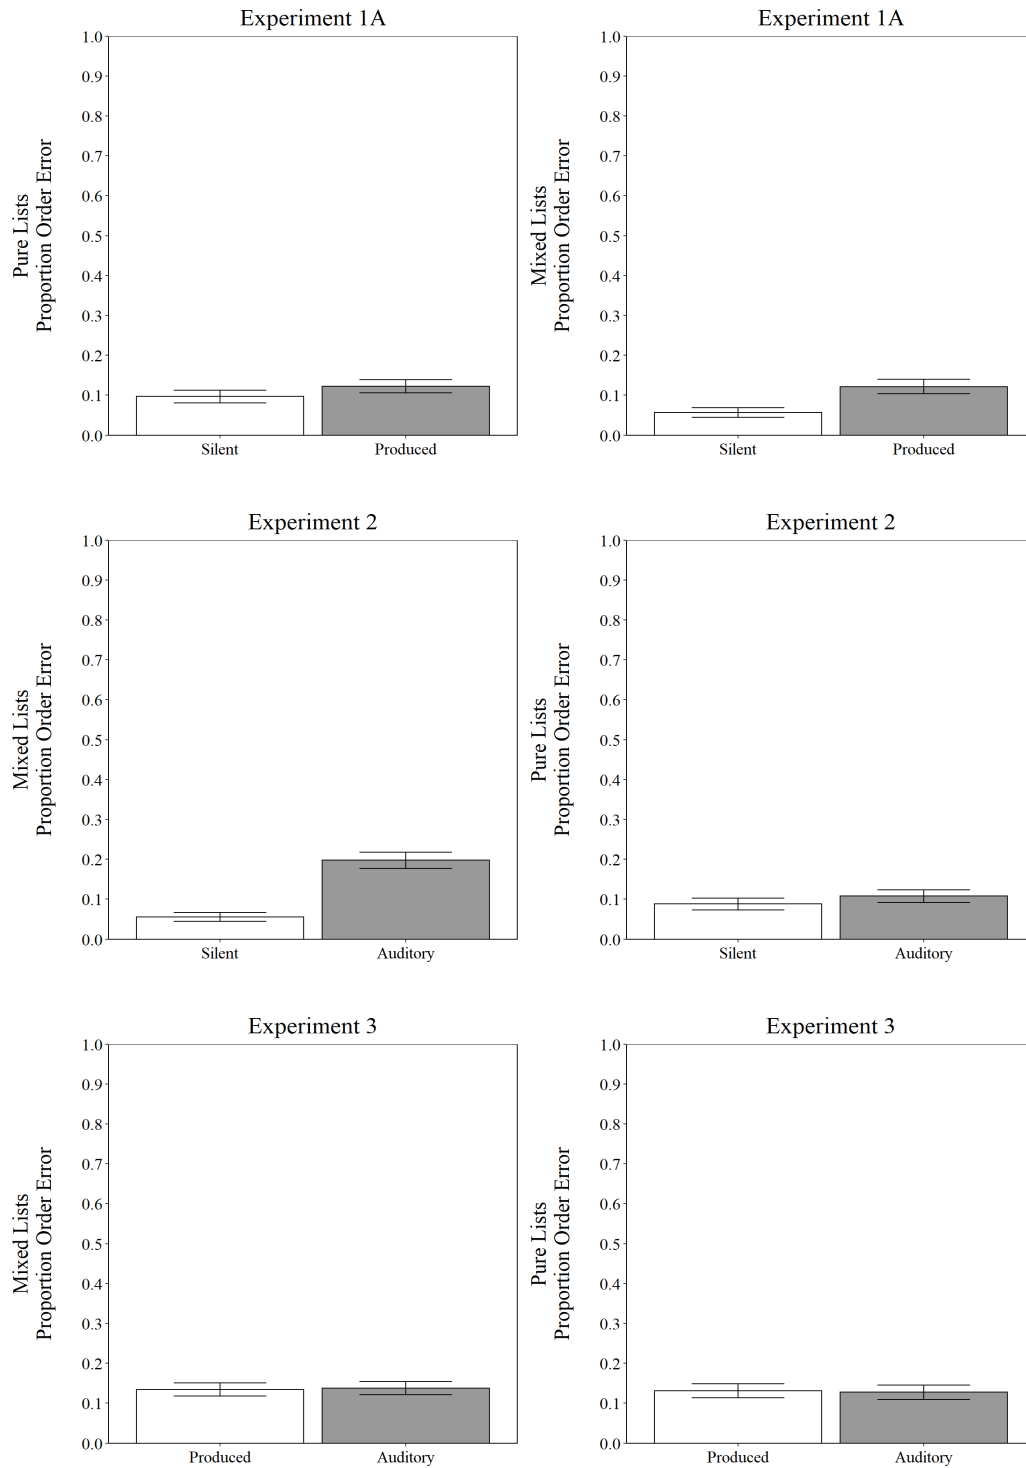 Experiment 1A
Pure Lists
Proportion Order Error
1.0
0.9
0.8
0.7
0.6
0.5
0.4
0.3
0.2
0.1
0.0
Silent Produced
Experiment 1A
Mixed Lists
Proportion Order Error
1.0
0.9
0.8
0.7
0.6
0.5
0.4
0.3
0.2
0.1
0.0
Silent Produced
Experiment 2
Mixed Lists
Proportion Order Error
1.0
0.9
0.8
0.7
0.6
0.5
0.4
0.3
0.2
0.1
0.0
Silent Auditory
Experiment 2
Pure Lists
Proportion Order Error
1.0
0.9
0.8
0.7
0.6
0.5
0.4
0.3
0.2
0.1
0.0
Silent Auditory
Experiment 3
Mixed Lists
Proportion Order Error
1.0
0.9
0.8
0.7
0.6
0.5
0.4
0.3
0.2
0.1
0.0
Produced Auditory
Experiment 3
Pure Lists
Proportion Order Error
1.0
0.9
0.8
0.7
0.6
0.5
0.4
0.3
0.2
0.1
0.0
Produced Auditory